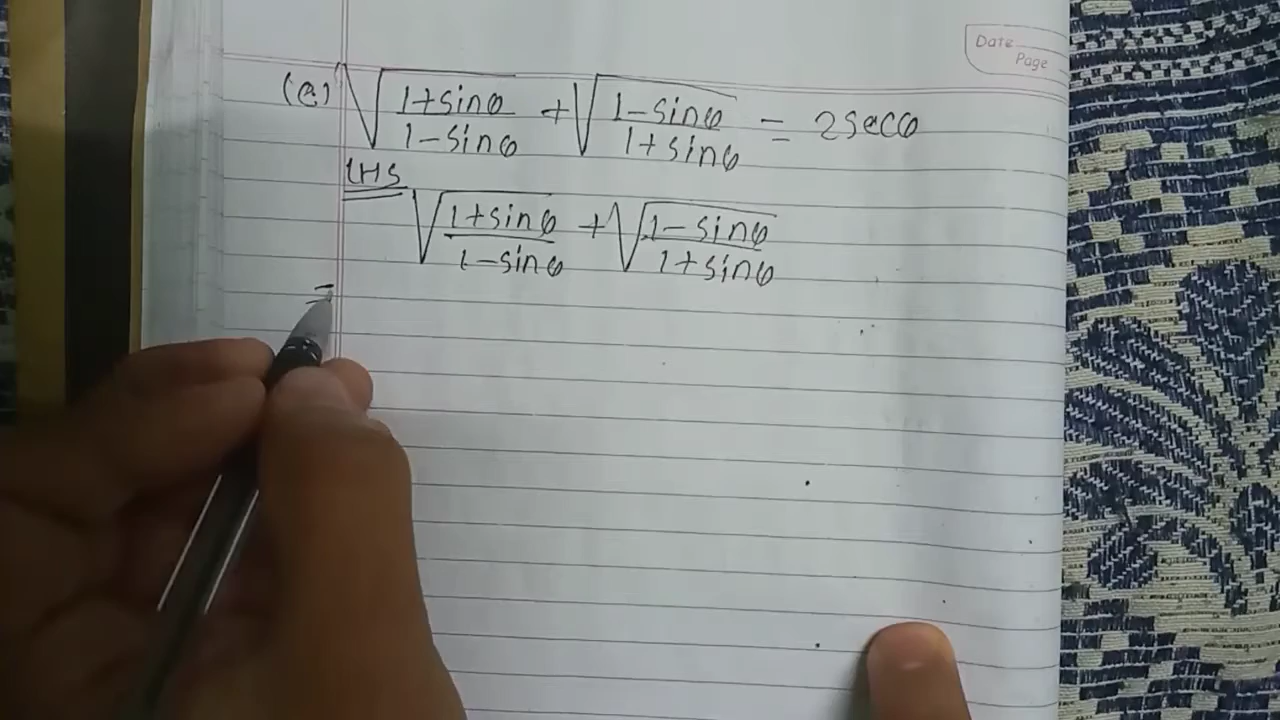 Date
Page
(e) √(1+sinθ / 1-sinθ) + √(1-sinθ / 1+sinθ) = 2secθ
LHS
√(1+sinθ / 1-sinθ) + √(1-sinθ / 1+sinθ)
=